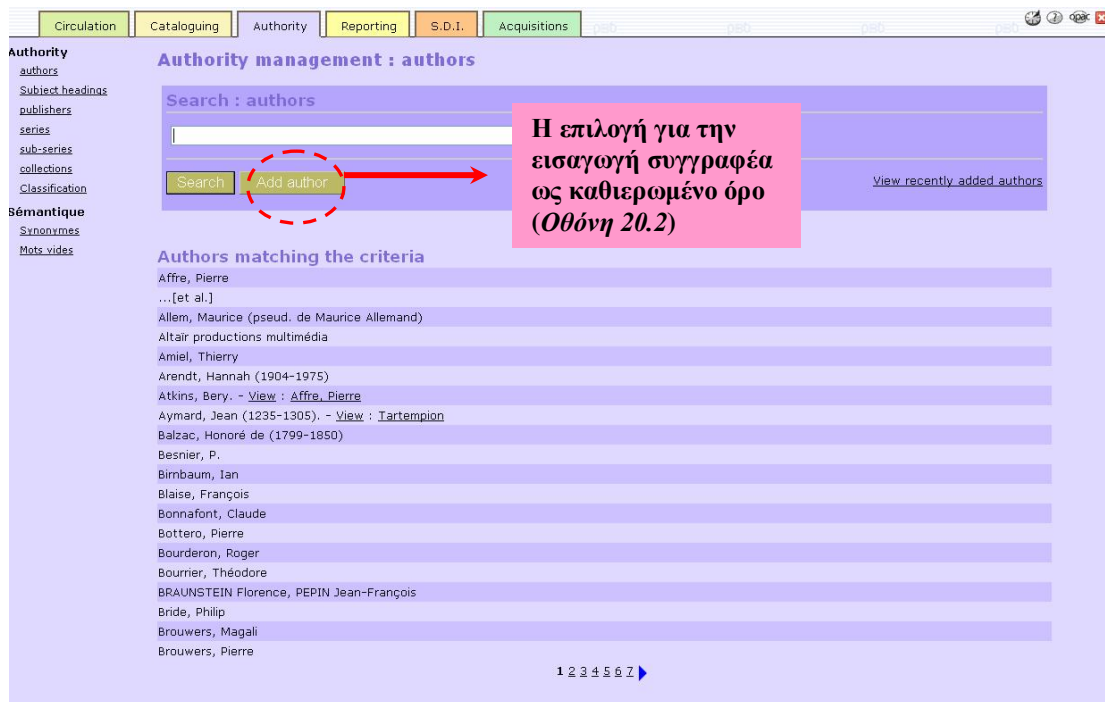 Circulation Cataloguing Authority Reporting S.D.I. Acquisitions pmb pmb pmb pmb opac
Authority
authors
Subject headings
publishers
series
sub-series
collections
Classification
Sémantique
Synonymes
Mots vides
Authority management : authors
Search : authors
Search Add author
View recently added authors
Η επιλογή για την
εισαγωγή συγγραφέα
ως καθιερωμένο όρο
(Οθόνη 20.2)
Authors matching the criteria
Affre, Pierre
...[et al.]
Allem, Maurice (pseud. de Maurice Allemand)
Altaïr productions multimédia
Amiel, Thierry
Arendt, Hannah (1904-1975)
Atkins, Bery. - View : Affre, Pierre
Aymard, Jean (1235-1305). - View : Tartempion
Balzac, Honoré de (1799-1850)
Besnier, P.
Birnbaum, Ian
Blaise, François
Bonnafont, Claude
Bottero, Pierre
Bourderon, Roger
Bourrier, Théodore
BRAUNSTEIN Florence, PEPIN Jean-François
Bride, Philip
Brouwers, Magali
Brouwers, Pierre
1 2 3 4 5 6 7